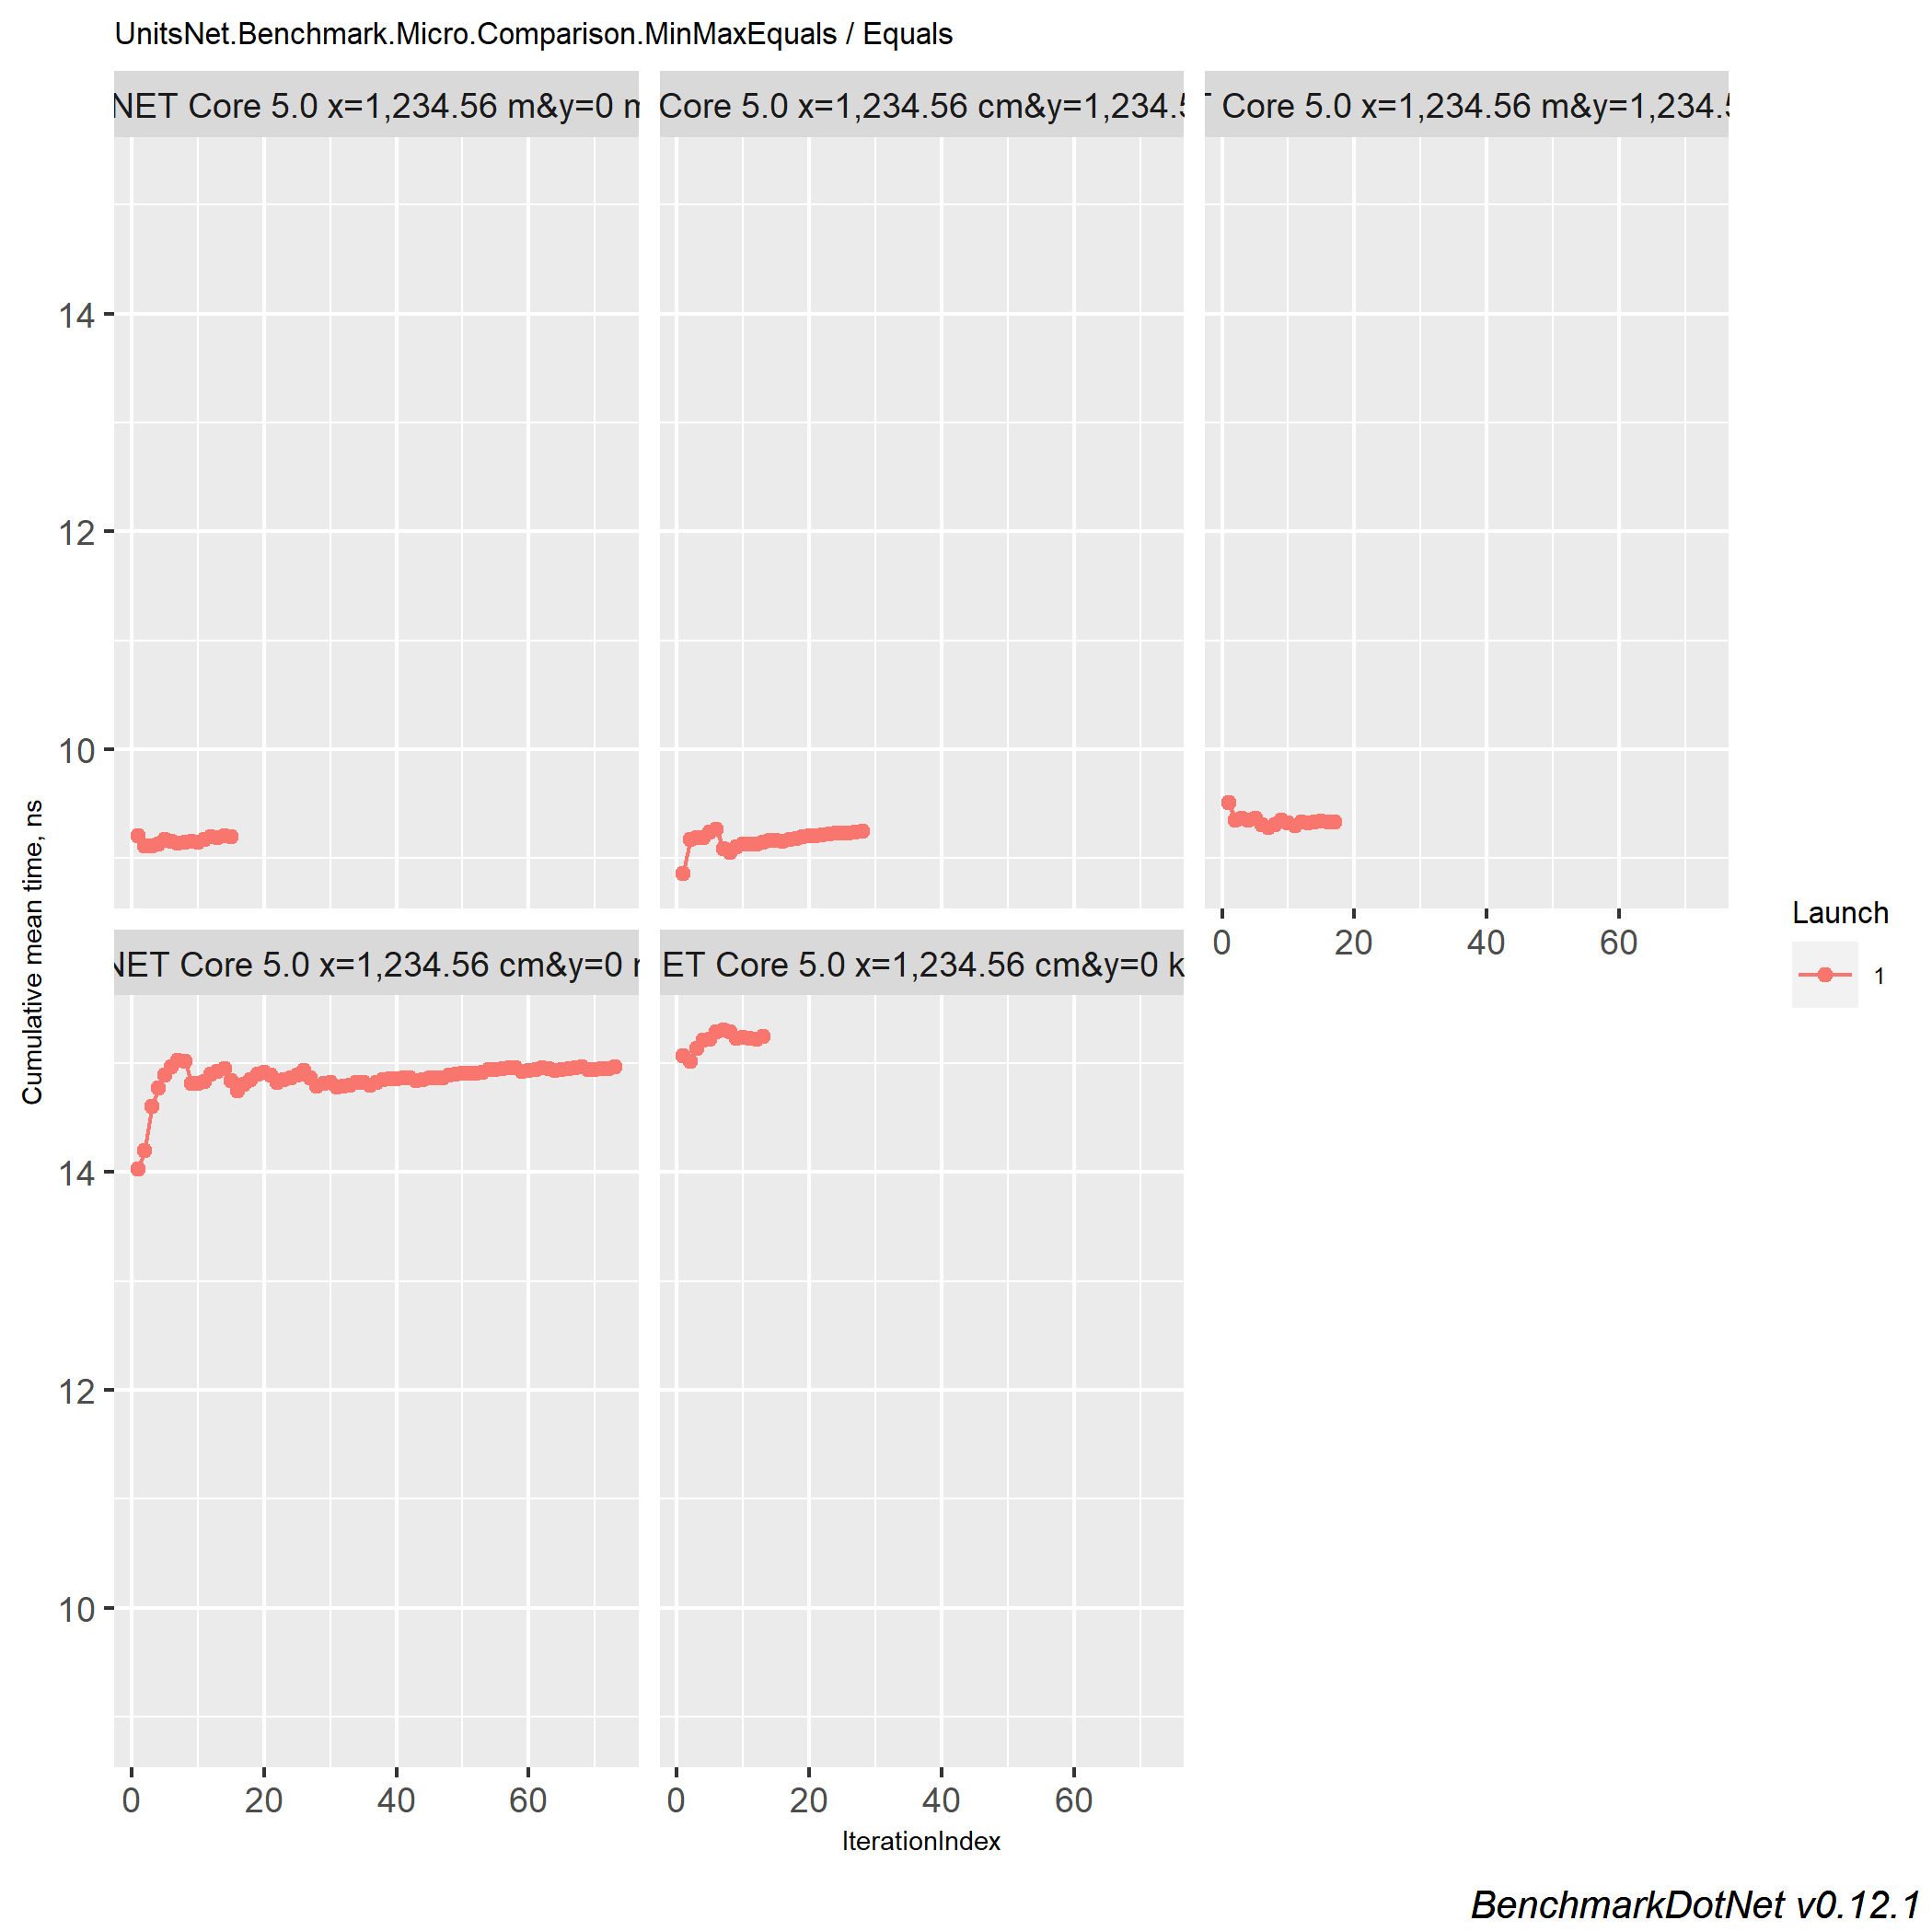 UnitsNet.Benchmark.Micro.Comparison.MinMaxEquals / Equals
NET Core 5.0 x=1,234.56 m&y=0 m
Core 5.0 x=1,234.56 cm&y=1,234.5
Core 5.0 x=1,234.56 m&y=1,234.5
14
12
10
Cumulative mean time, ns
0 20 40 60
Launch
1
NET Core 5.0 x=1,234.56 cm&y=0
ET Core 5.0 x=1,234.56 cm&y=0 k
14
12
10
0 20 40 60
0 20 40 60
IterationIndex
BenchmarkDotNet v0.12.1